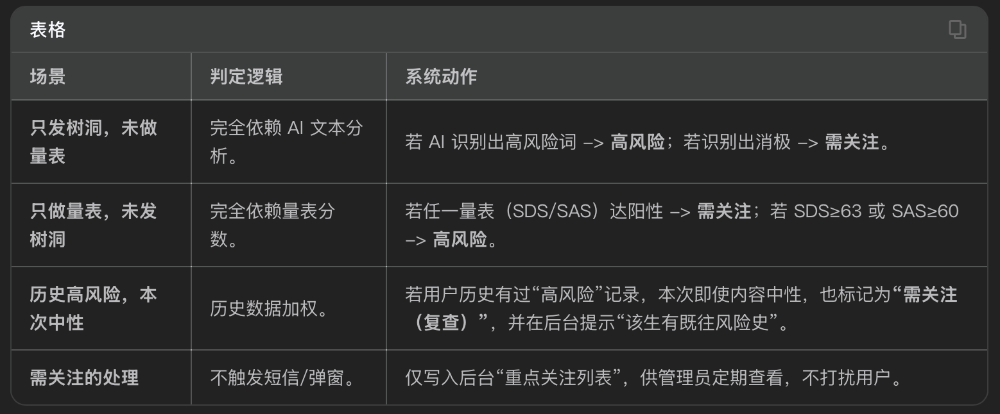 表格
场景
判定逻辑
系统动作
只发树洞，未做
量表
完全依赖 AI 文本分
析。
若 AI 识别出高风险词 –> 高风险；若识别出消极 –> 需关注。
只做量表，未发
树洞
完全依赖量表分
数。
若任一量表（SDS/SAS）达阳性 –> 需关注；若 SDS≥63 或 SAS≥60
–> 高风险。
历史高风险，本
次中性
历史数据加权。
若用户历史有过“高风险”记录，本次即使内容中性，也标记为“需关注
（复查）”，并在后台提示“该生有既往风险史”。
需关注的处理
不触发短信/弹窗。
仅写入后台“重点关注列表”，供管理员定期查看，不打扰用户。